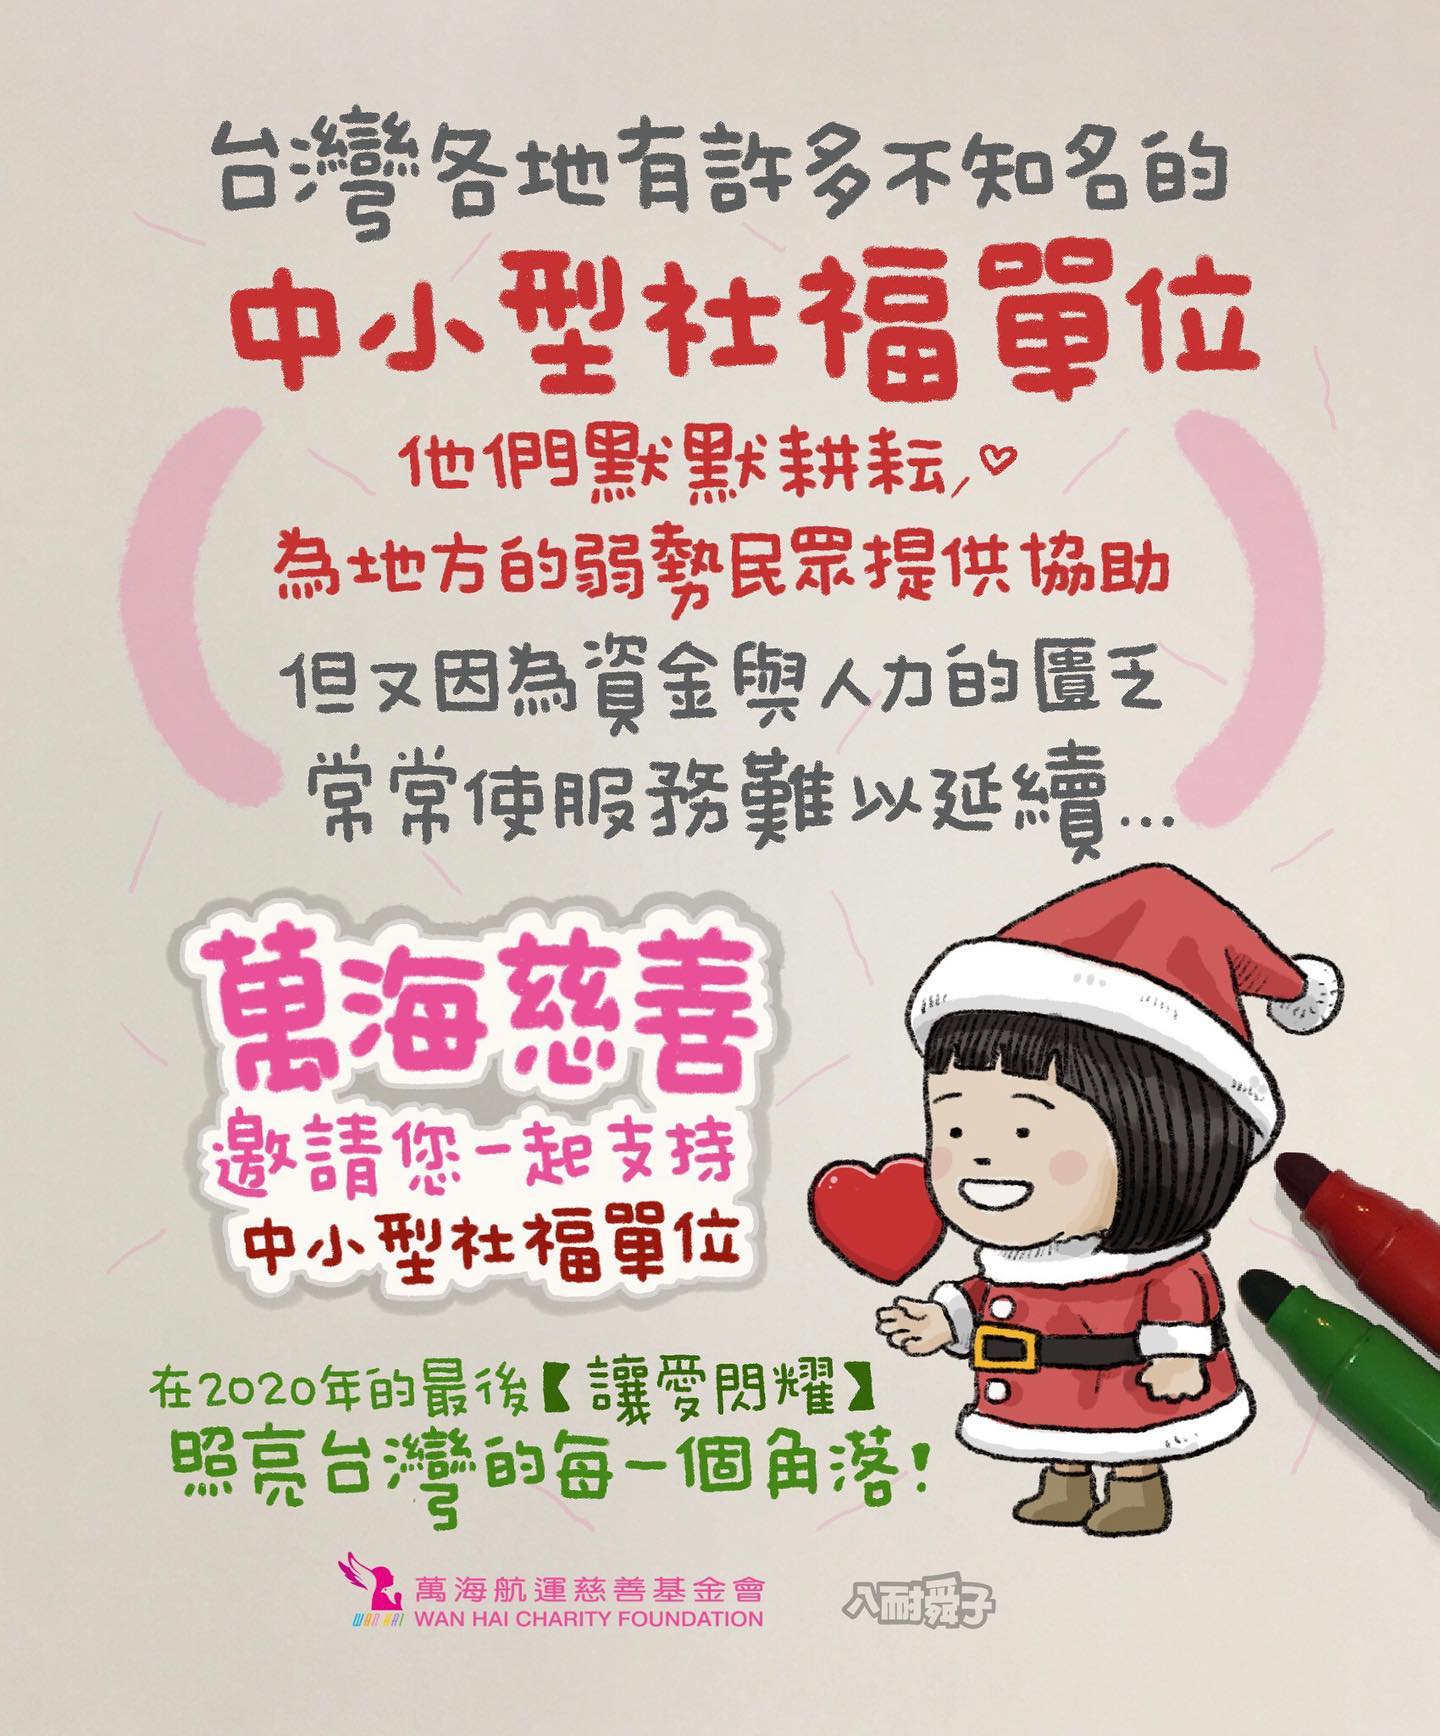 台灣各地有許多不知名的
中小型社福單位
他們默默耕耘,♡
為地方的弱勢民眾提供協助
但又因為資金與人力的匱乏
常常使服務難以延續...
萬海慈善
邀請您一起支持
中小型社福單位
在2020年的最後【讓愛閃耀】
照亮台灣的每一個角落!
WAN HAI
萬海航運慈善基金會
WAN HAI CHARITY FOUNDATION
八耐舜子